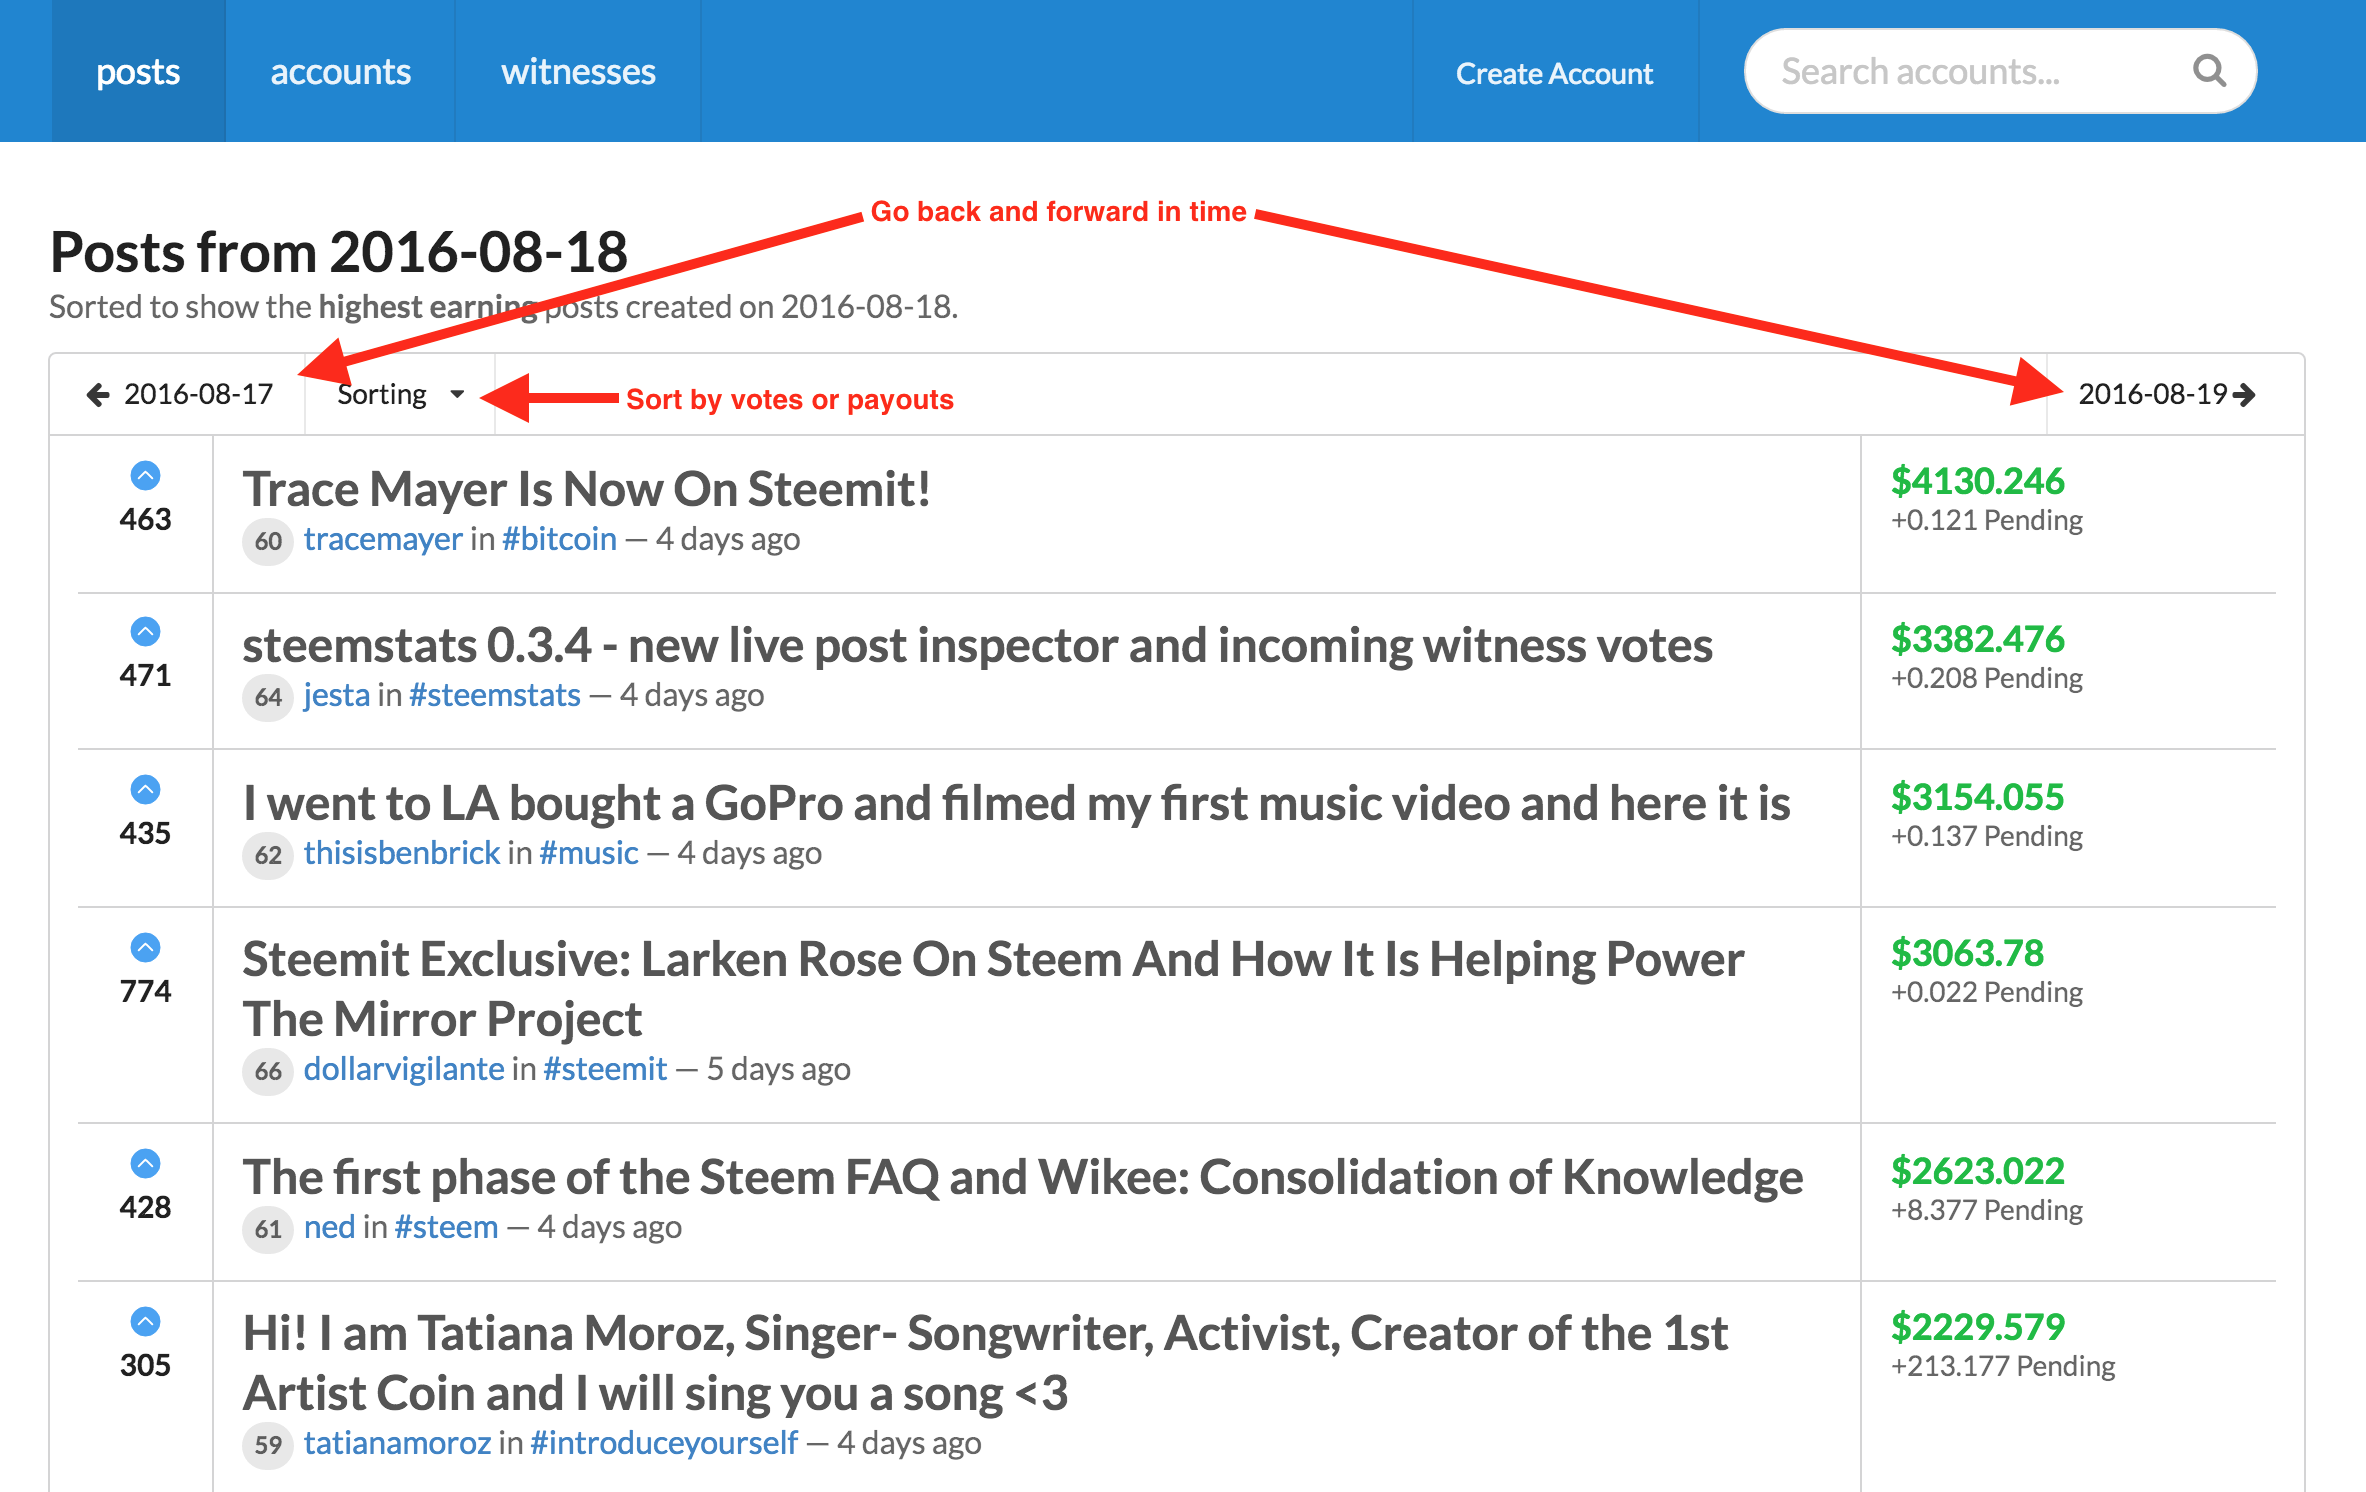 posts accounts witnesses Create Account Search accounts...
Go back and forward in time
Posts from 2016-08-18
Sorted to show the highest earning posts created on 2016-08-18.
2016-08-17 Sorting Sort by votes or payouts 2016-08-19
463
Trace Mayer Is Now On Steemit!
60 tracemayer in #bitcoin — 4 days ago
$4130.246
+0.121 Pending
471
steemstats 0.3.4 - new live post inspector and incoming witness votes
64 jesta in #steemstats — 4 days ago
$3382.476
+0.208 Pending
435
I went to LA bought a GoPro and filmed my first music video and here it is
62 thisisbenbrick in #music — 4 days ago
$3154.055
+0.137 Pending
774
Steemit Exclusive: Larken Rose On Steem And How It Is Helping Power
The Mirror Project
66 dollarvigilante in #steemit — 5 days ago
$3063.78
+0.022 Pending
428
The first phase of the Steem FAQ and Wikee: Consolidation of Knowledge
61 ned in #steem — 4 days ago
$2623.022
+8.377 Pending
305
Hi! I am Tatiana Moroz, Singer- Songwriter, Activist, Creator of the 1st
Artist Coin and I will sing you a song <3
59 tatianamoroz in #introduceyourself — 4 days ago
$2229.579
+213.177 Pending